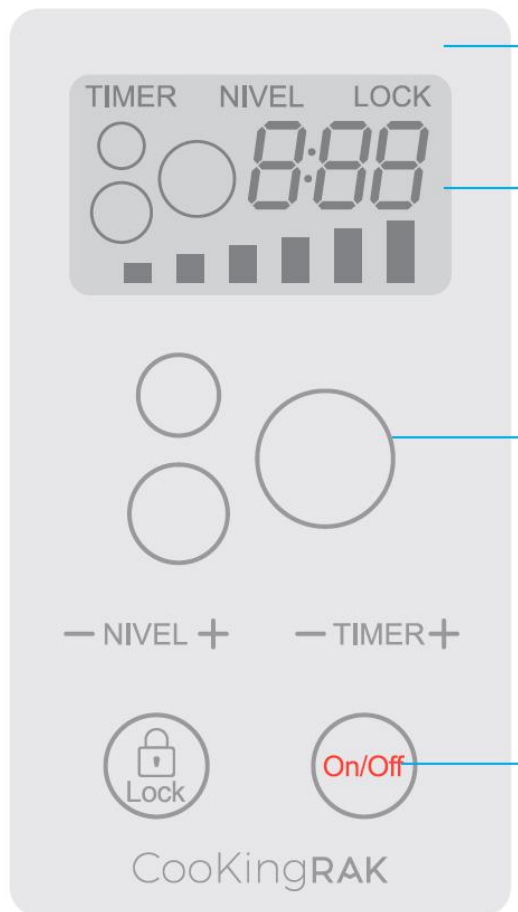 TIMER NIVEL LOCK
8:88
— NIVEL + — TIMER +
Lock On/Off
CooKingRAK